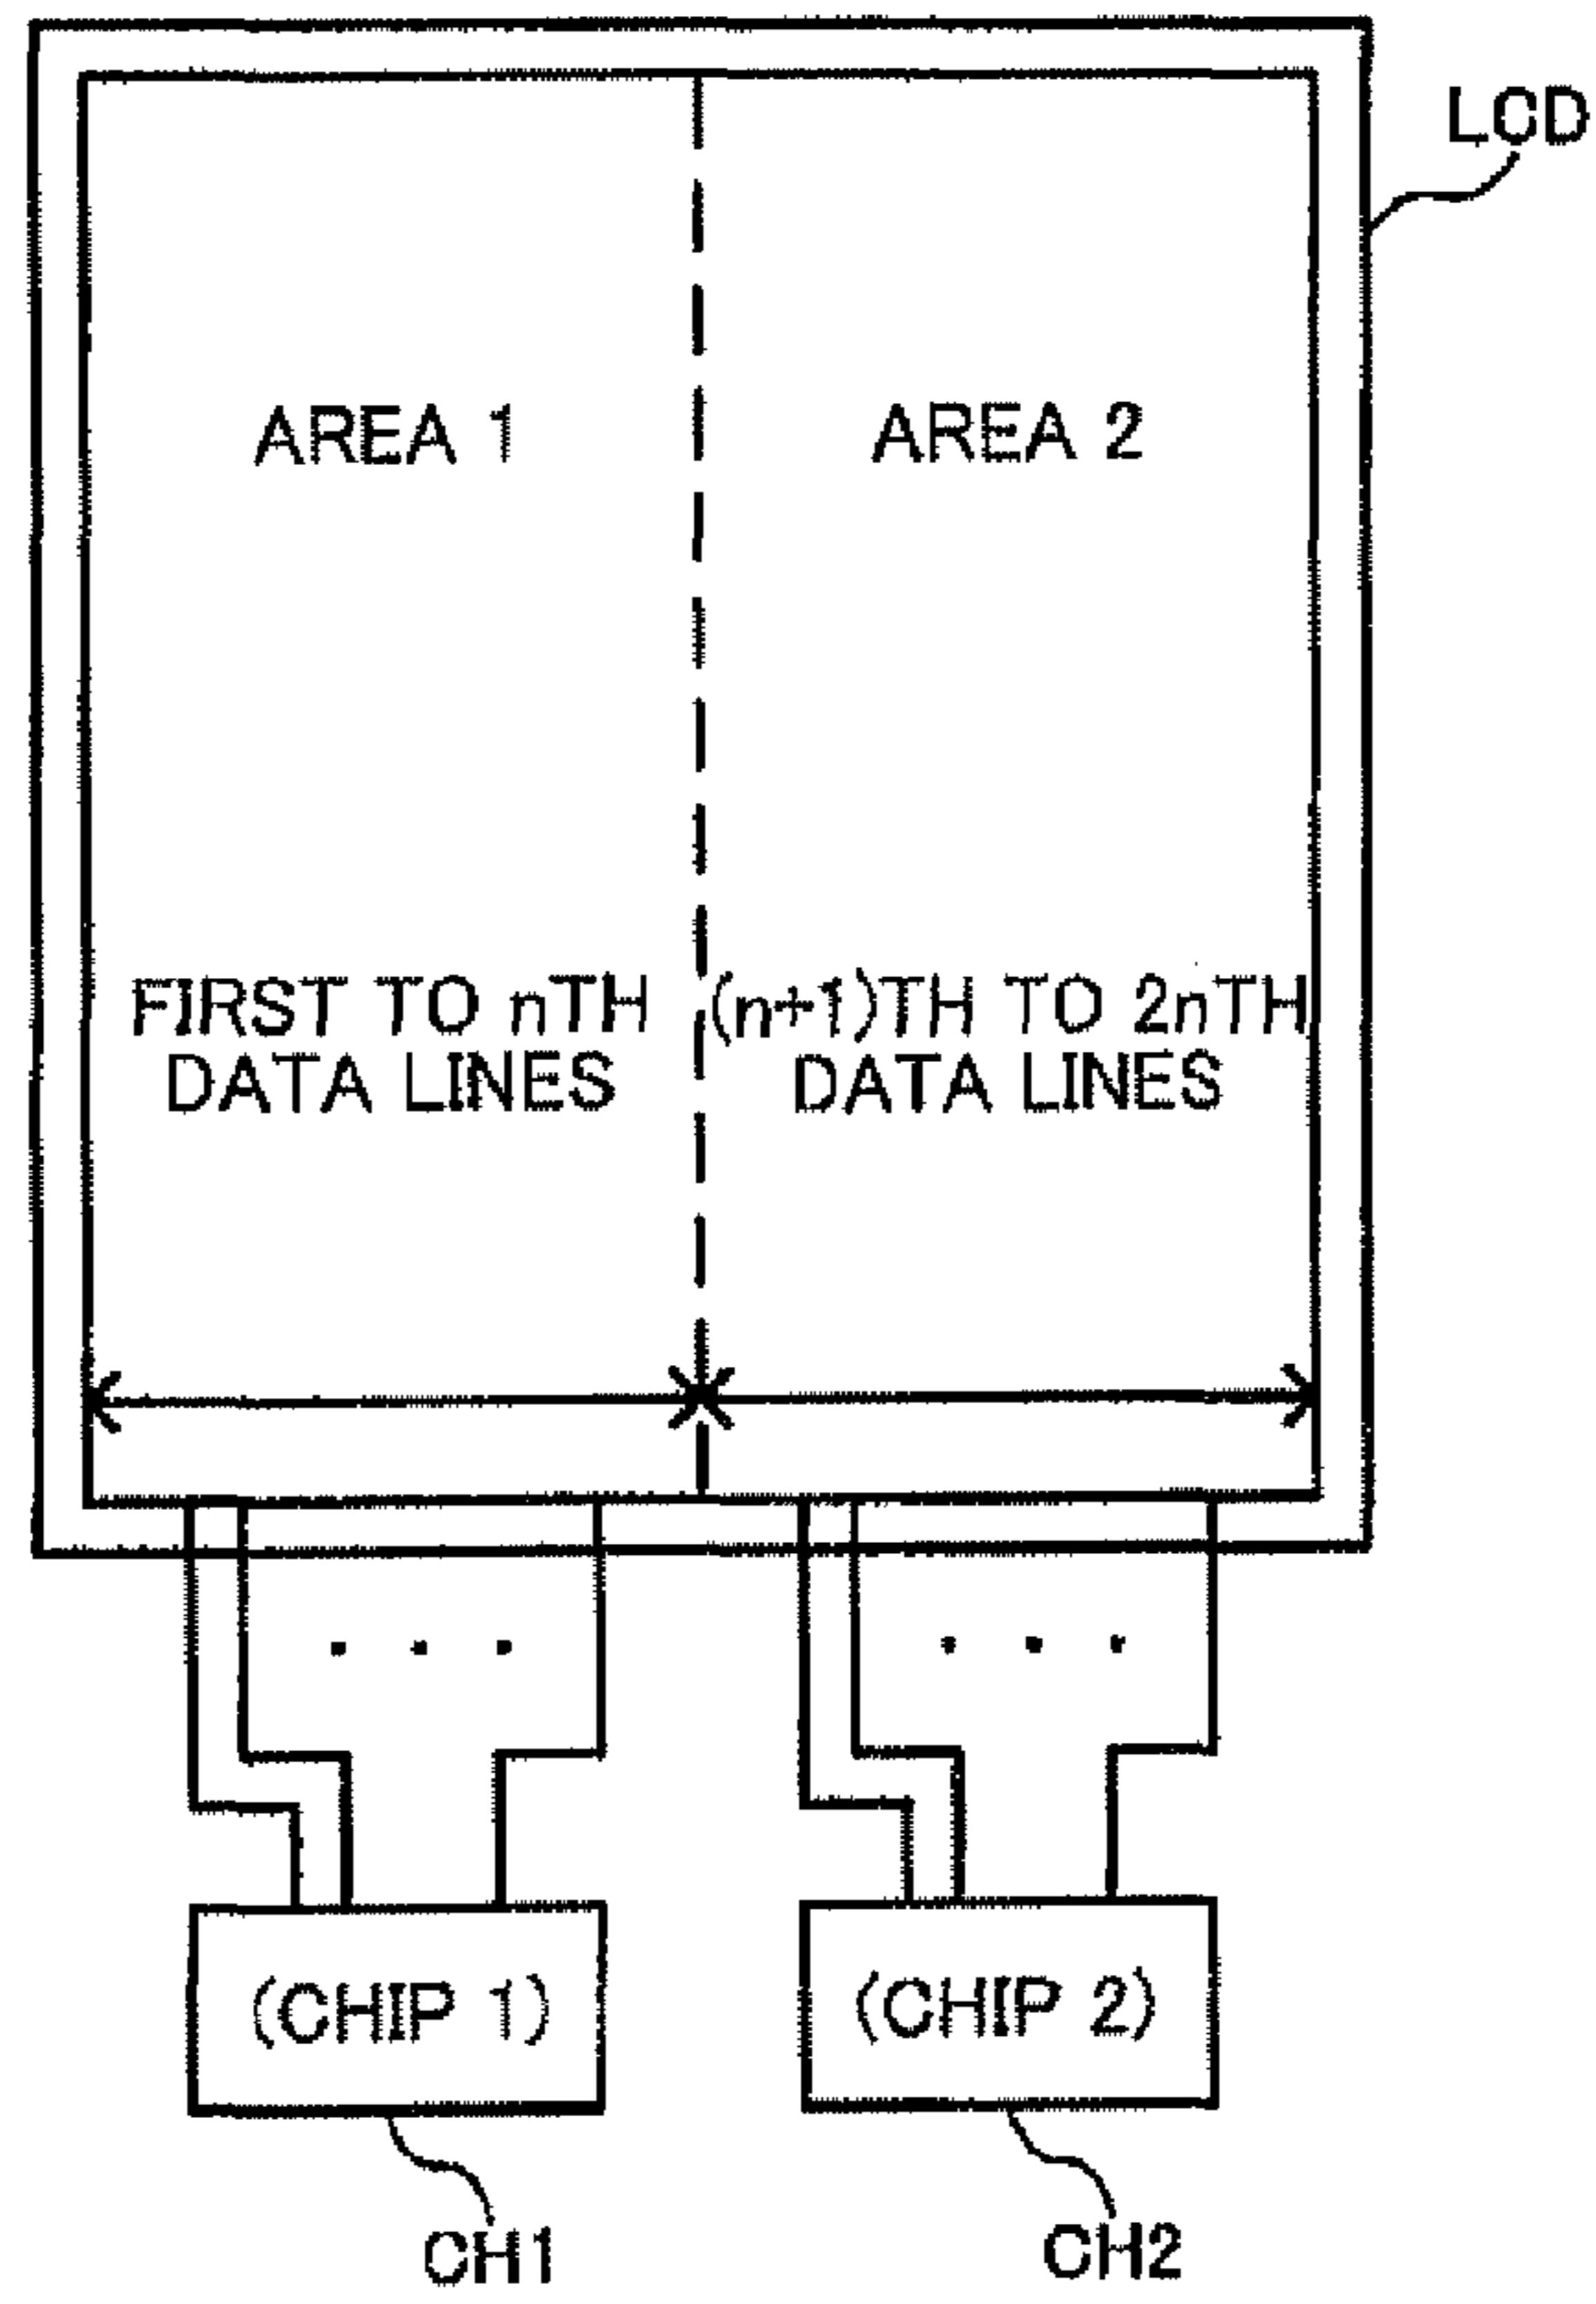 LCD
AREA 1
AREA 2
FIRST TO nTH
DATA LINES
(n+1)TH TO 2nTH
DATA LINES
(CHIP 1)
(CHIP 2)
CH1
CH2